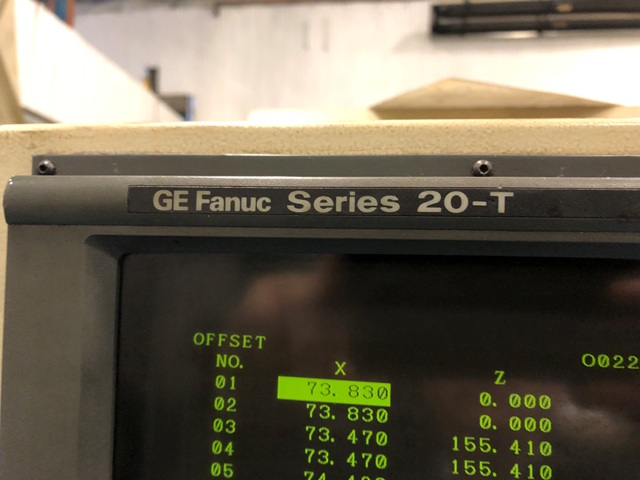 GE Fanuc Series 20-T
OFFSET O022
NO. X Z
01 73.830 0.000
02 73.830 0.000
03 73.470 155.410
04 73.470 155.410
05